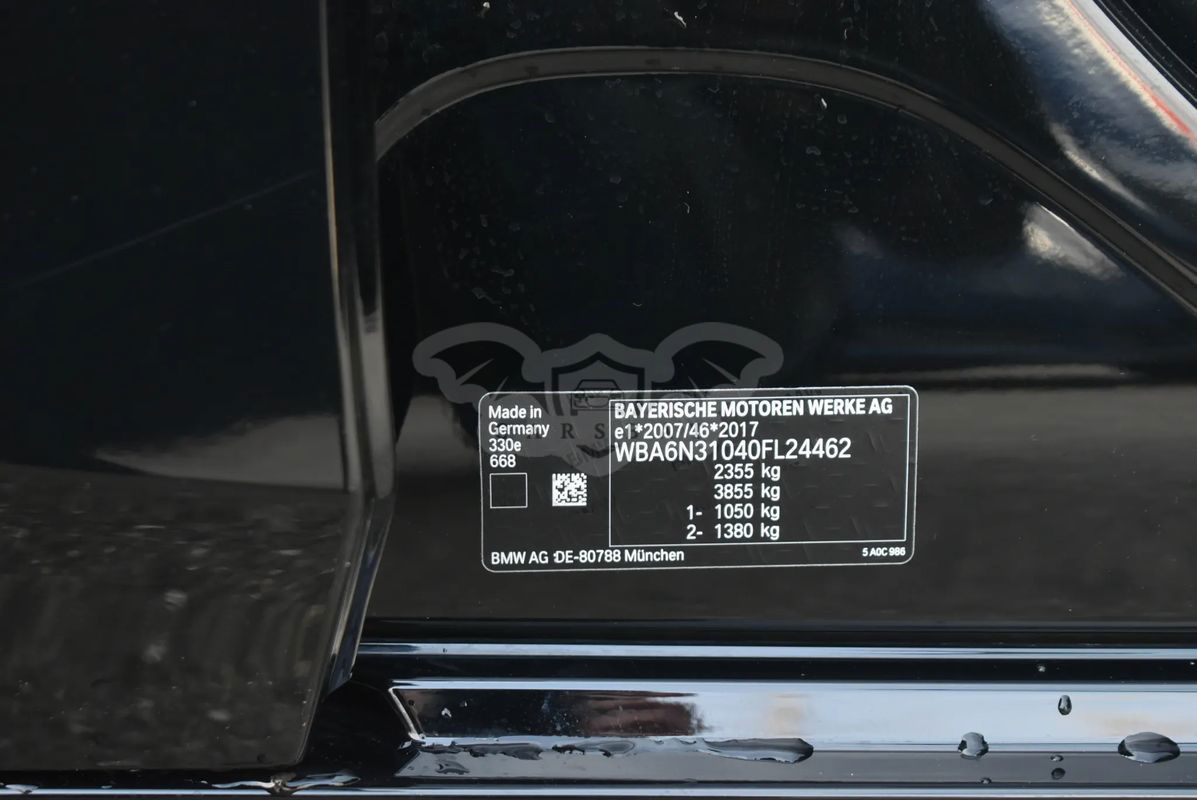 Made in
Germany
330e
668
BAYERISCHE MOTOREN WERKE AG
e1*2007/46*2017
WBA6N31040FL24462
2355 kg
3855 kg
1- 1050 kg
2- 1380 kg
BMW AG DE-80788 München
5 A0C 986